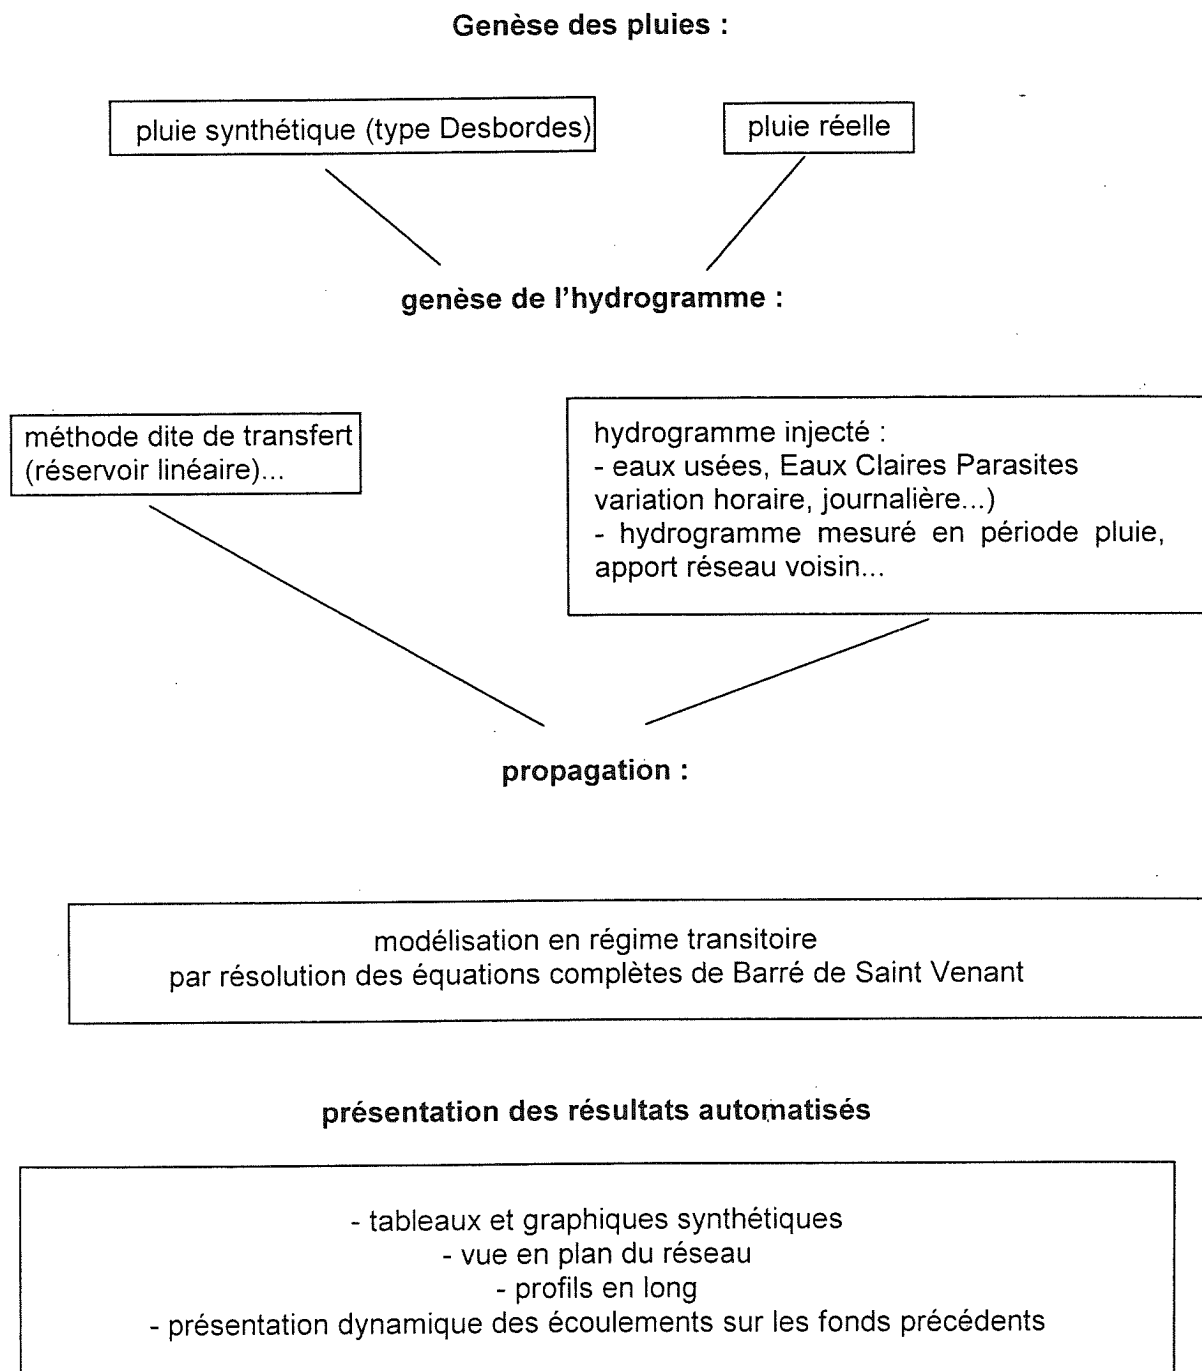 Genèse des pluies :
pluie synthétique (type Desbordes)
pluie réelle
genèse de l'hydrogramme :
méthode dite de transfert
(réservoir linéaire)...
hydrogramme injecté :
- eaux usées, Eaux Claires Parasites
variation horaire, journalière...)
- hydrogramme mesuré en période pluie,
apport réseau voisin...
propagation :
modélisation en régime transitoire
par résolution des équations complètes de Barré de Saint Venant
présentation des résultats automatisés
- tableaux et graphiques synthétiques
- vue en plan du réseau
- profils en long
- présentation dynamique des écoulements sur les fonds précédents